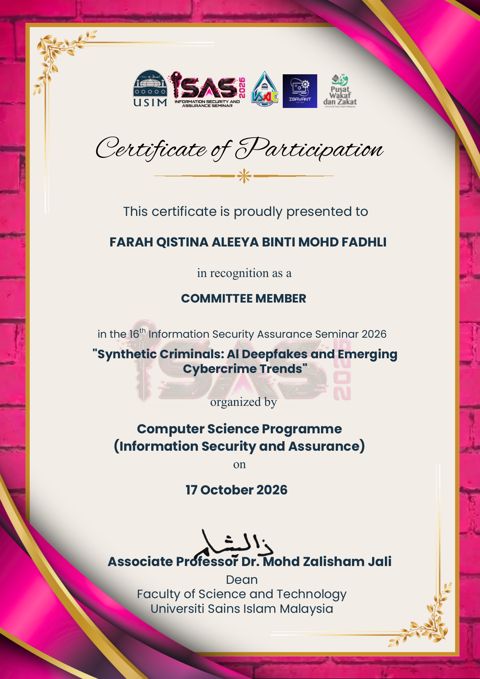 USIM
iSAS 2026
INFORMATION SECURITY AND
ASSURANCE SEMINAR
Pusat
Wakaf
dan Zakat
Certificate of Participation
This certificate is proudly presented to
FARAH QISTINA ALEEYA BINTI MOHD FADHLI
in recognition as a
COMMITTEE MEMBER
in the 16th Information Security Assurance Seminar 2026
"Synthetic Criminals: AI Deepfakes and Emerging
Cybercrime Trends"
organized by
Computer Science Programme
(Information Security and Assurance)
on
17 October 2026
Associate Professor Dr. Mohd Zalisham Jali
Dean
Faculty of Science and Technology
Universiti Sains Islam Malaysia